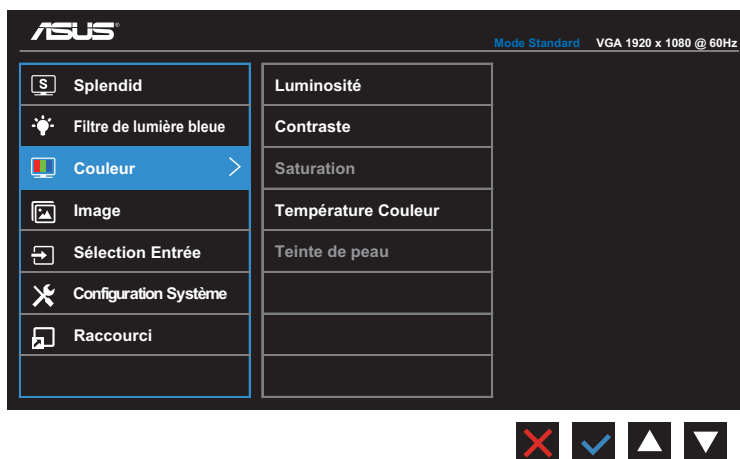 ASUS
Mode Standard VGA 1920 x 1080 @ 60Hz
S Splendid
Filtre de lumière bleue
Couleur
Image
Sélection Entrée
Configuration Système
Raccourci
Luminosité
Contraste
Saturation
Température Couleur
Teinte de peau